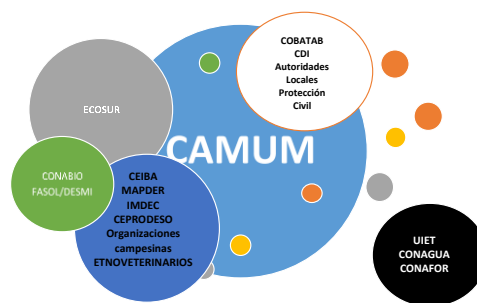 COBATAB
CDI
Autoridades
Locales
Protección
Civil
ECOSUR
CAMUM
CONABIO
FASOL/DESMI
CEIBA
MAPDER
IMDEC
CEPRODESO
Organizaciones
campesinas
ETNOVETERINARIOS
UIET
CONAGUA
CONAFOR